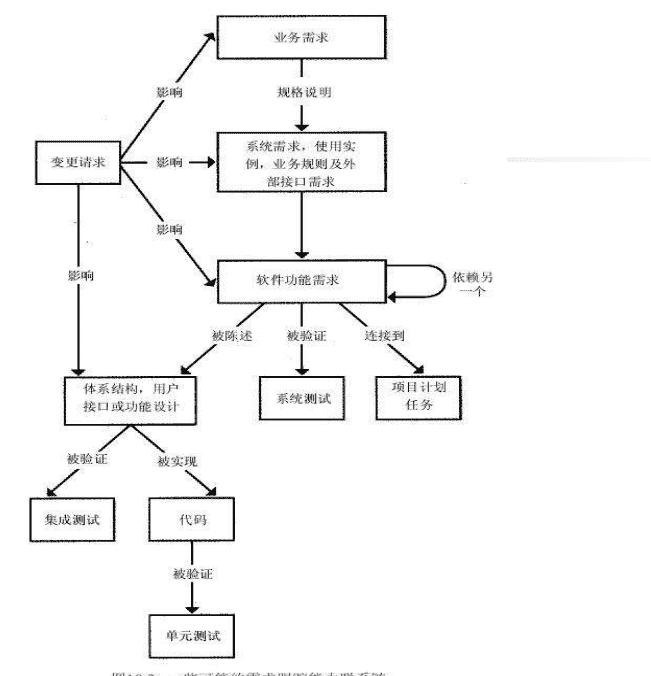 业务需求
影响
规格说明
变更请求
影响
系统需求，使用实
例，业务规则及外
部接口需求
影响
影响
软件功能需求
依赖另
一个
被陈述
被验证
连接到
体系结构，用户
接口或功能设计
系统测试
项目计划
任务
被验证
被实现
集成测试
代码
被验证
单元测试